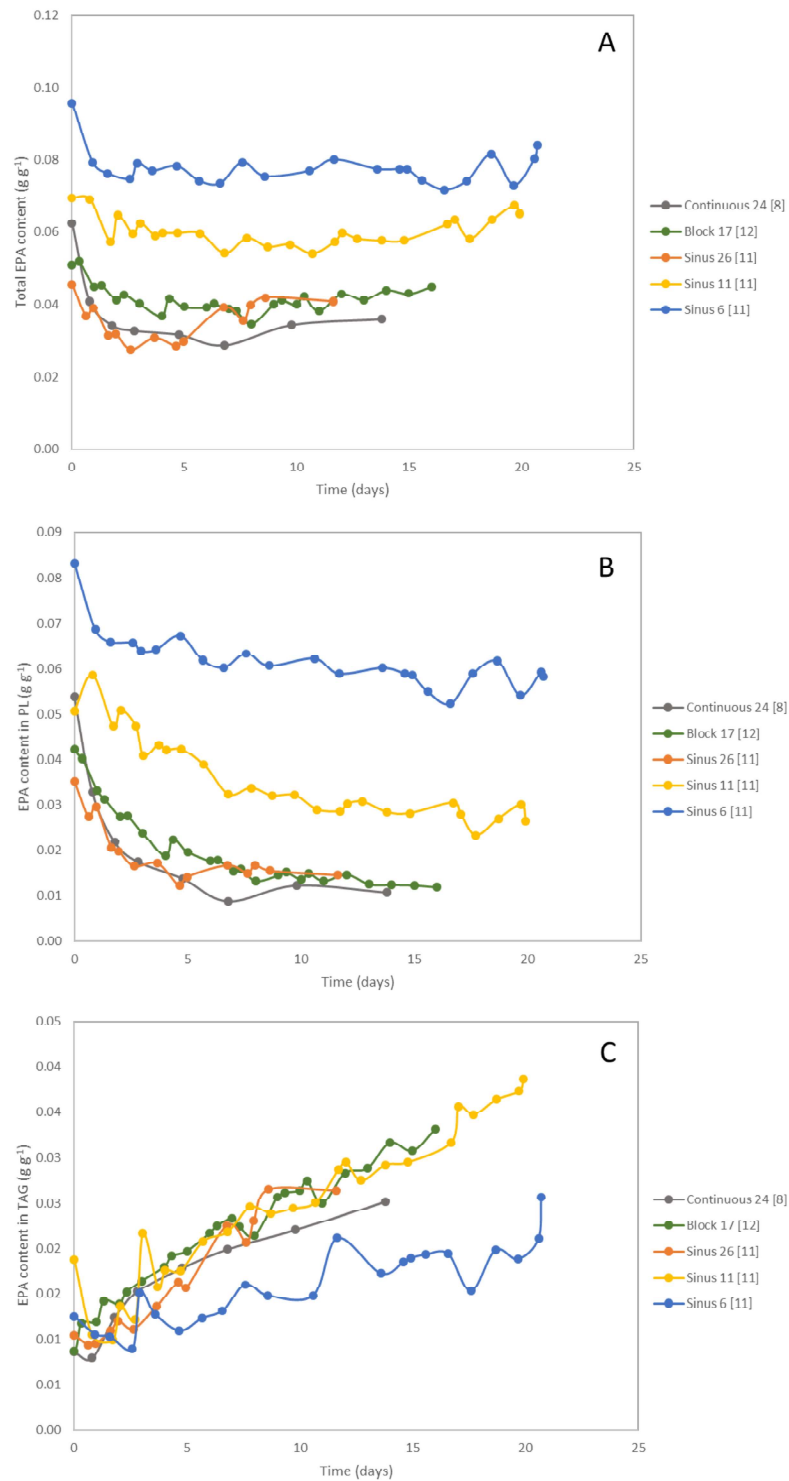 A
Total EPA content (g g-1)
0.12
0.10
0.08
0.06
0.04
0.02
0.00
0
5
10
15
20
25
Time (days)
Continuous 24 [8]
Block 17 [12]
Sinus 26 [11]
Sinus 11 [11]
Sinus 6 [11]
B
EPA content in PL (g g-1)
0.09
0.08
0.07
0.06
0.05
0.04
0.03
0.02
0.01
0.00
0
5
10
15
20
25
Time (days)
Continuous 24 [8]
Block 17 [12]
Sinus 26 [11]
Sinus 11 [11]
Sinus 6 [11]
C
EPA content in TAG (g g-1)
0.05
0.04
0.04
0.03
0.03
0.02
0.02
0.01
0.01
0.00
0
5
10
15
20
25
Time (days)
Continuous 24 [8]
Block 17 [12]
Sinus 26 [11]
Sinus 11 [11]
Sinus 6 [11]